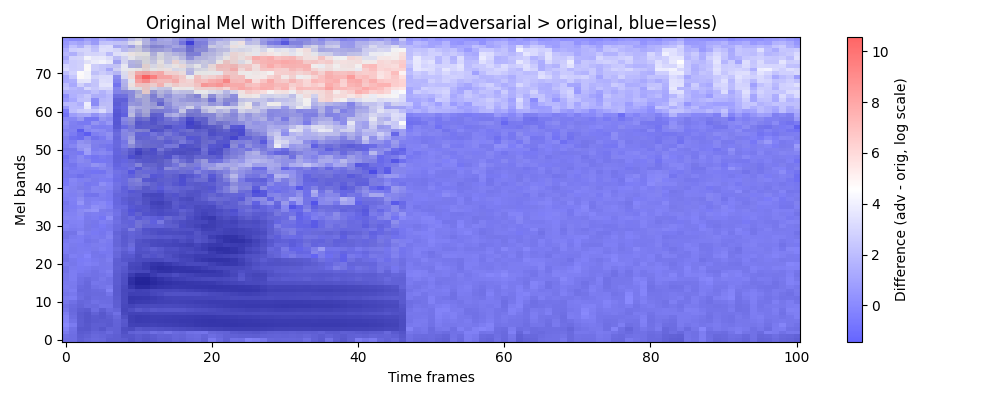 Original Mel with Differences (red=adversarial > original, blue=less)
Mel bands
70
60
50
40
30
20
10
0
0 20 40 60 80 100
Time frames
10
8
6
4
2
0
Difference (adv - orig, log scale)